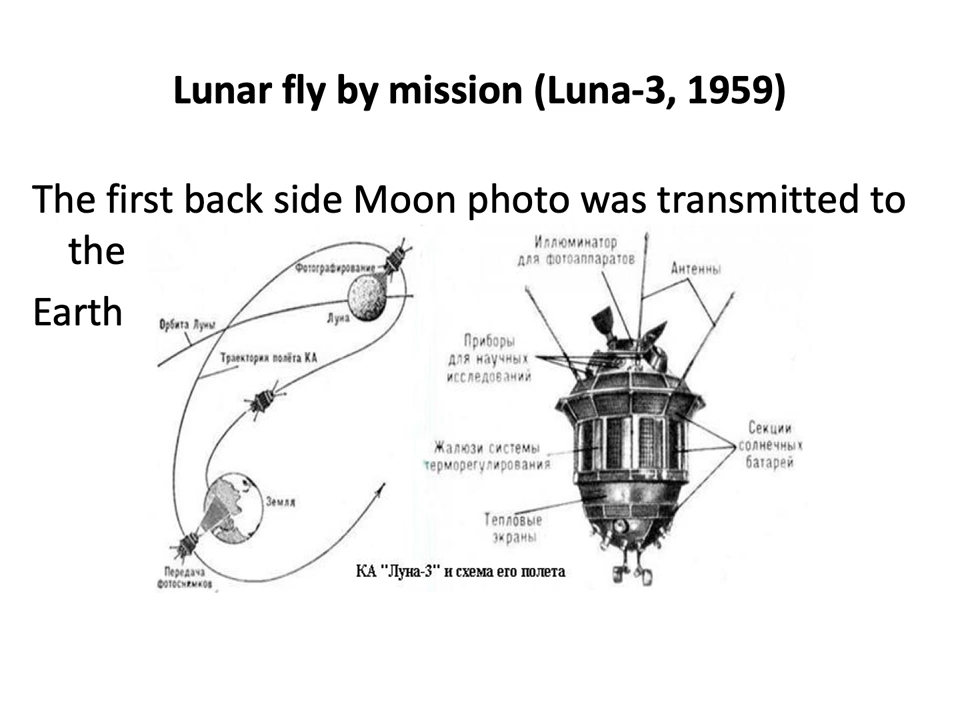 Lunar fly by mission (Luna-3, 1959)
The first back side Moon photo was transmitted to
the
Earth
Фотографирование
Луна
Орбита Луны
Траектория полёта КА
Земля
Передача
фотоснимков
Иллюминатор
для фотоаппаратов
Антенны
Приборы
для научных
исследований
Жалюзи системы
терморегулирования
Секции
солнечных
батарей
Тепловые
экраны
КА "Луна-3" и схема его полета